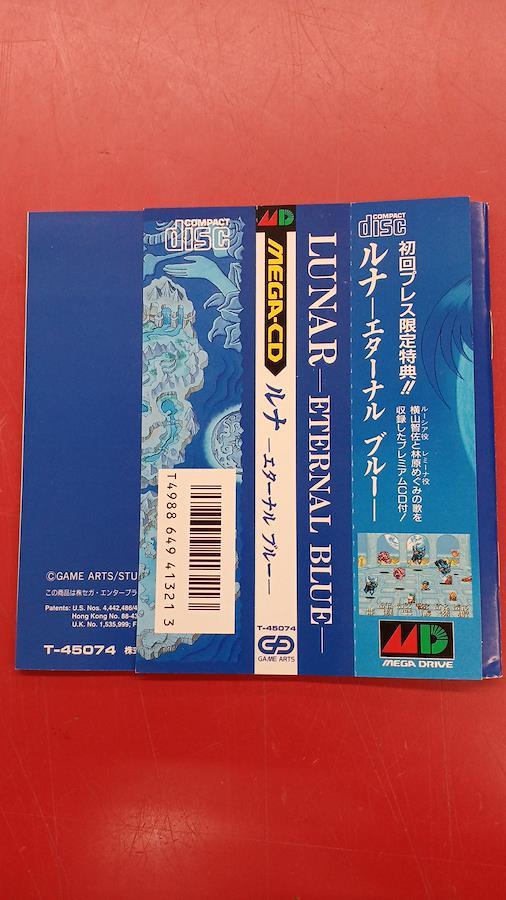 COMPACT
disc
初回プレス限定特典!!
ルーシア役 レミーナ役
横山智佐と林原めぐみの歌を
収録したプレミアムCD付!
ルナ—エターナル ブルー—
MD
MEGA DRIVE
LUNAR—ETERNAL BLUE—
MD
MEGA-CD
ルナ —エターナル ブルー—
T-45074
GAME ARTS
COMPACT
disc
T4988 649 41321 3
©GAME ARTS/STU
この商品は株セガ・エンタープラ
Patents: U.S. Nos. 4,442,486/4
Hong Kong No. 88-43
U.K. No. 1,535,999; F
T-45074 株式